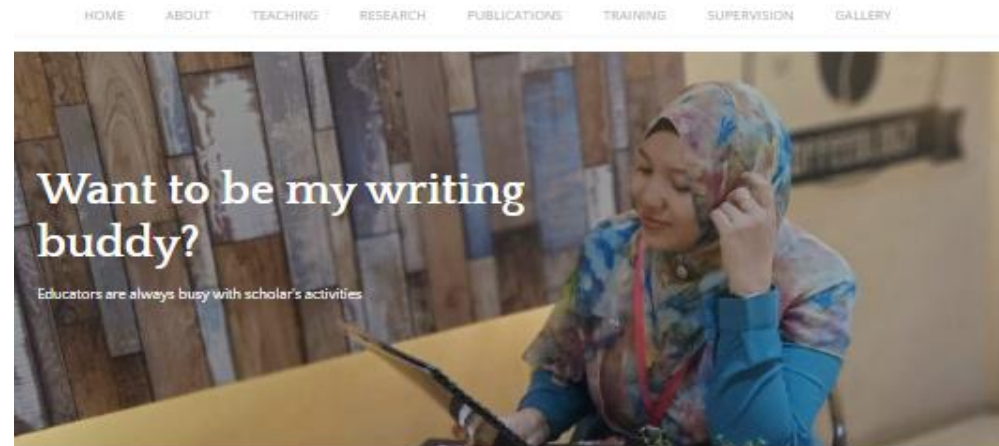 HOME ABOUT TEACHING RESEARCH PUBLICATIONS TRAINING SUPERVISION GALLERY
Want to be my writing
buddy?
Educators are always busy with scholar's activities